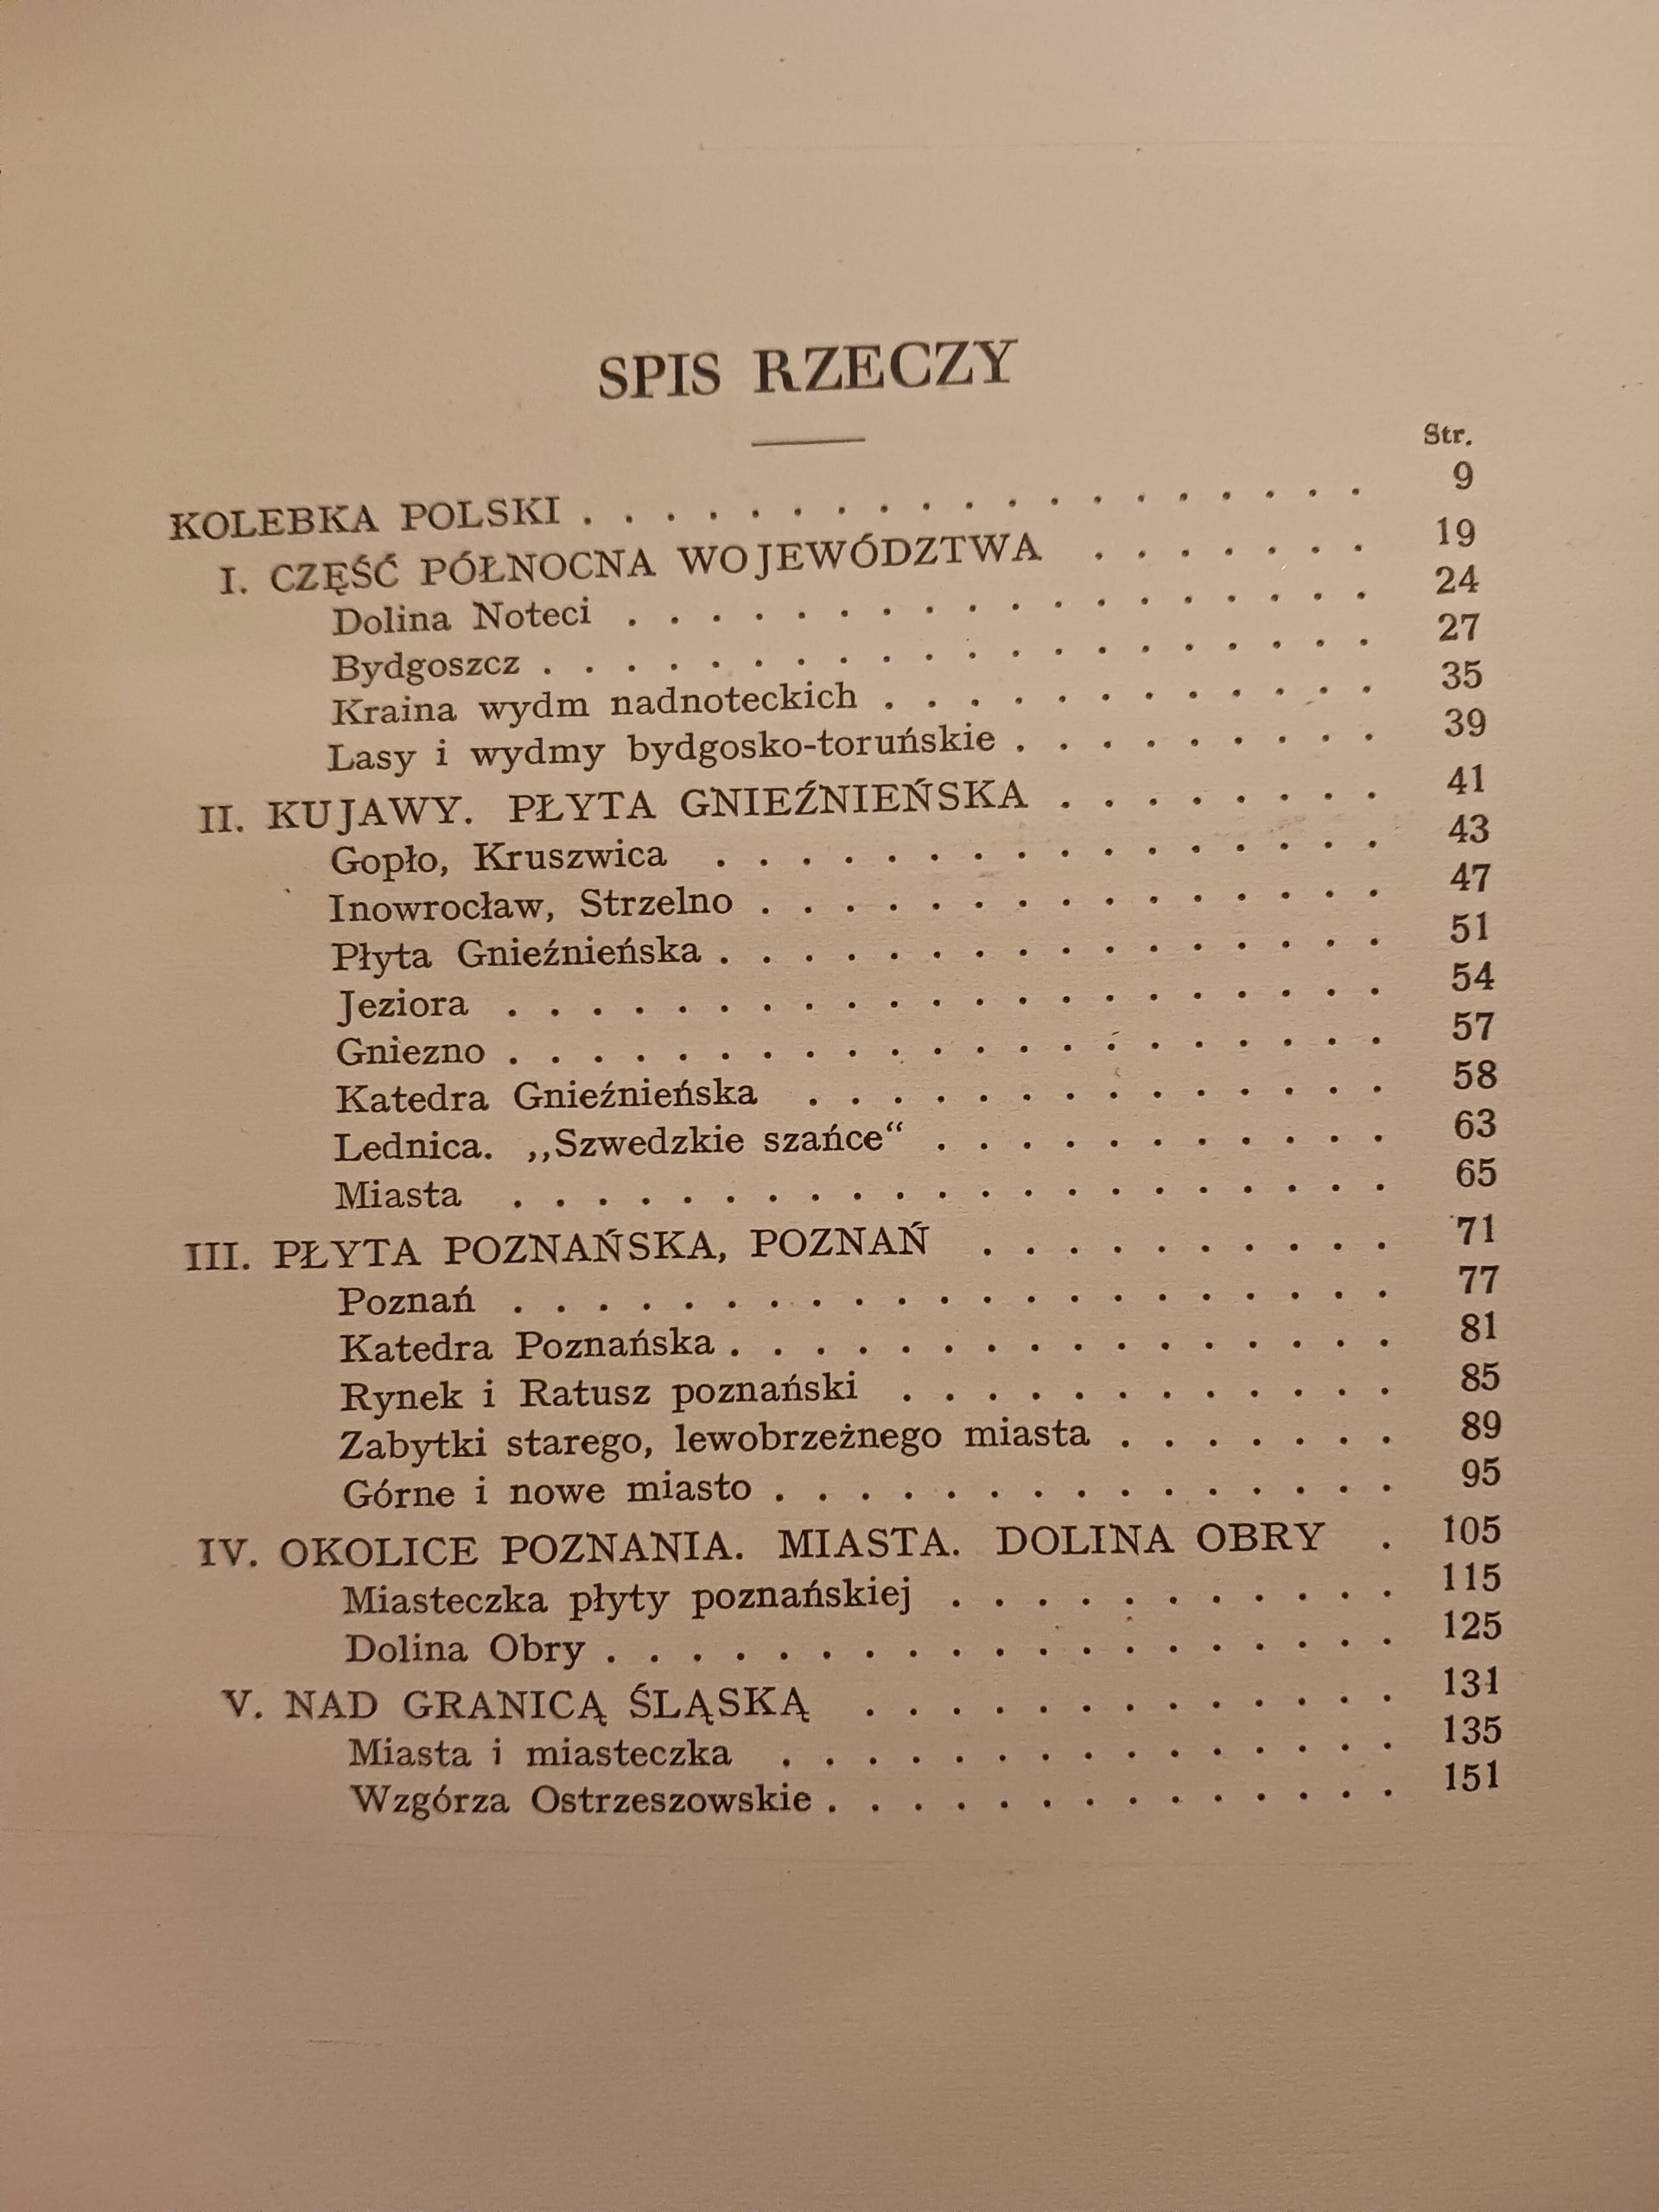 SPIS RZECZY
Str.
KOLEBKA POLSKI . . . . . . . . . . . . . . . . . . . 9
I. CZĘŚĆ PÓŁNOCNA WOJEWÓDZTWA . . . . . . . 19
Dolina Noteci . . . . . . . . . . . . . . . . . . 24
Bydgoszcz . . . . . . . . . . . . . . . . . . . . 27
Kraina wydm nadnoteckich . . . . . . . . . . . . 35
Lasy i wydmy bydgosko-toruńskie . . . . . . . . . 39
II. KUJAWY. PŁYTA GNIEŹNIEŃSKA . . . . . . . . 41
Gopło, Kruszwica . . . . . . . . . . . . . . . . 43
Inowrocław, Strzelno . . . . . . . . . . . . . . . 47
Płyta Gnieźnieńska . . . . . . . . . . . . . . . . 51
Jeziora . . . . . . . . . . . . . . . . . . . . . 54
Gniezno . . . . . . . . . . . . . . . . . . . . . 57
Katedra Gnieźnieńska . . . . . . . . . . . . . . 58
Lednica. ,,Szwedzkie szańce“ . . . . . . . . . . . 63
Miasta . . . . . . . . . . . . . . . . . . . . . 65
III. PŁYTA POZNAŃSKA, POZNAŃ . . . . . . . . . . 71
Poznań . . . . . . . . . . . . . . . . . . . . . 77
Katedra Poznańska . . . . . . . . . . . . . . . . 81
Rynek i Ratusz poznański . . . . . . . . . . . . 85
Zabytki starego, lewobrzeżnego miasta . . . . . . . 89
Górne i nowe miasto . . . . . . . . . . . . . . . 95
IV. OKOLICE POZNANIA. MIASTA. DOLINA OBRY . 105
Miasteczka płyty poznańskiej . . . . . . . . . . . 115
Dolina Obry . . . . . . . . . . . . . . . . . . . 125
V. NAD GRANICĄ ŚLĄSKĄ . . . . . . . . . . . . . 131
Miasta i miasteczka . . . . . . . . . . . . . . . 135
Wzgórza Ostrzeszowskie . . . . . . . . . . . . . . 151